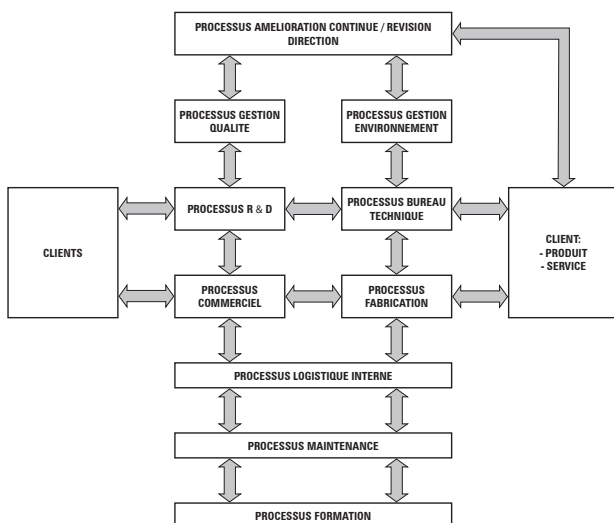 PROCESSUS AMELIORATION CONTINUE / REVISION
DIRECTION
PROCESSUS GESTION
QUALITE
PROCESSUS GESTION
ENVIRONNEMENT
CLIENTS
PROCESSUS R & D
PROCESSUS BUREAU
TECHNIQUE
CLIENT:
- PRODUIT
- SERVICE
PROCESSUS
COMMERCIEL
PROCESSUS
FABRICATION
PROCESSUS LOGISTIQUE INTERNE
PROCESSUS MAINTENANCE
PROCESSUS FORMATION